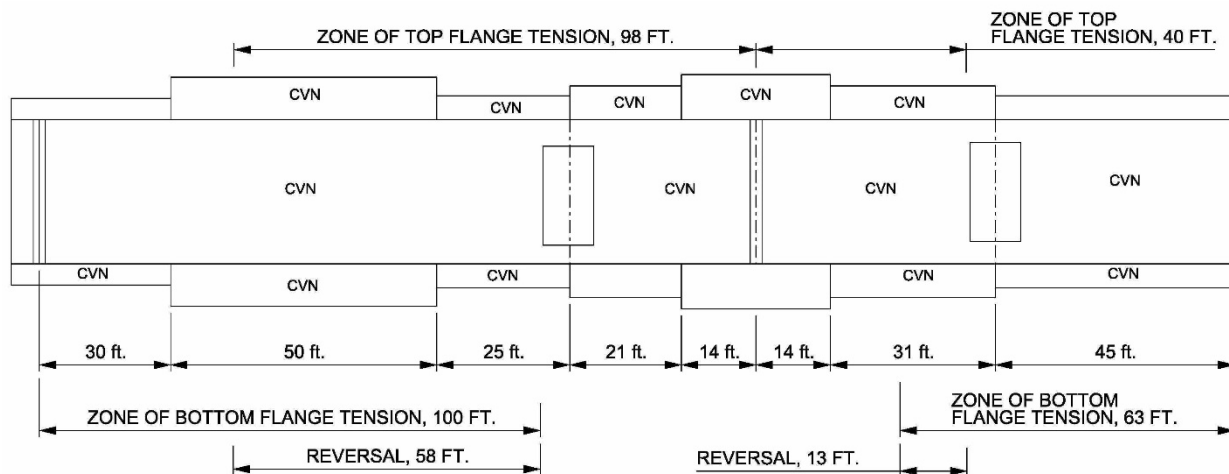 ZONE OF TOP FLANGE TENSION, 98 FT.
ZONE OF TOP
FLANGE TENSION, 40 FT.
CVN
CVN
CVN
CVN
CVN
CVN
CVN
CVN
CVN
CVN
CVN
CVN
CVN
CVN
30 ft.
50 ft.
25 ft.
21 ft.
14 ft.
14 ft.
31 ft.
45 ft.
ZONE OF BOTTOM FLANGE TENSION, 100 FT.
ZONE OF BOTTOM
FLANGE TENSION, 63 FT.
REVERSAL, 58 FT.
REVERSAL, 13 FT.